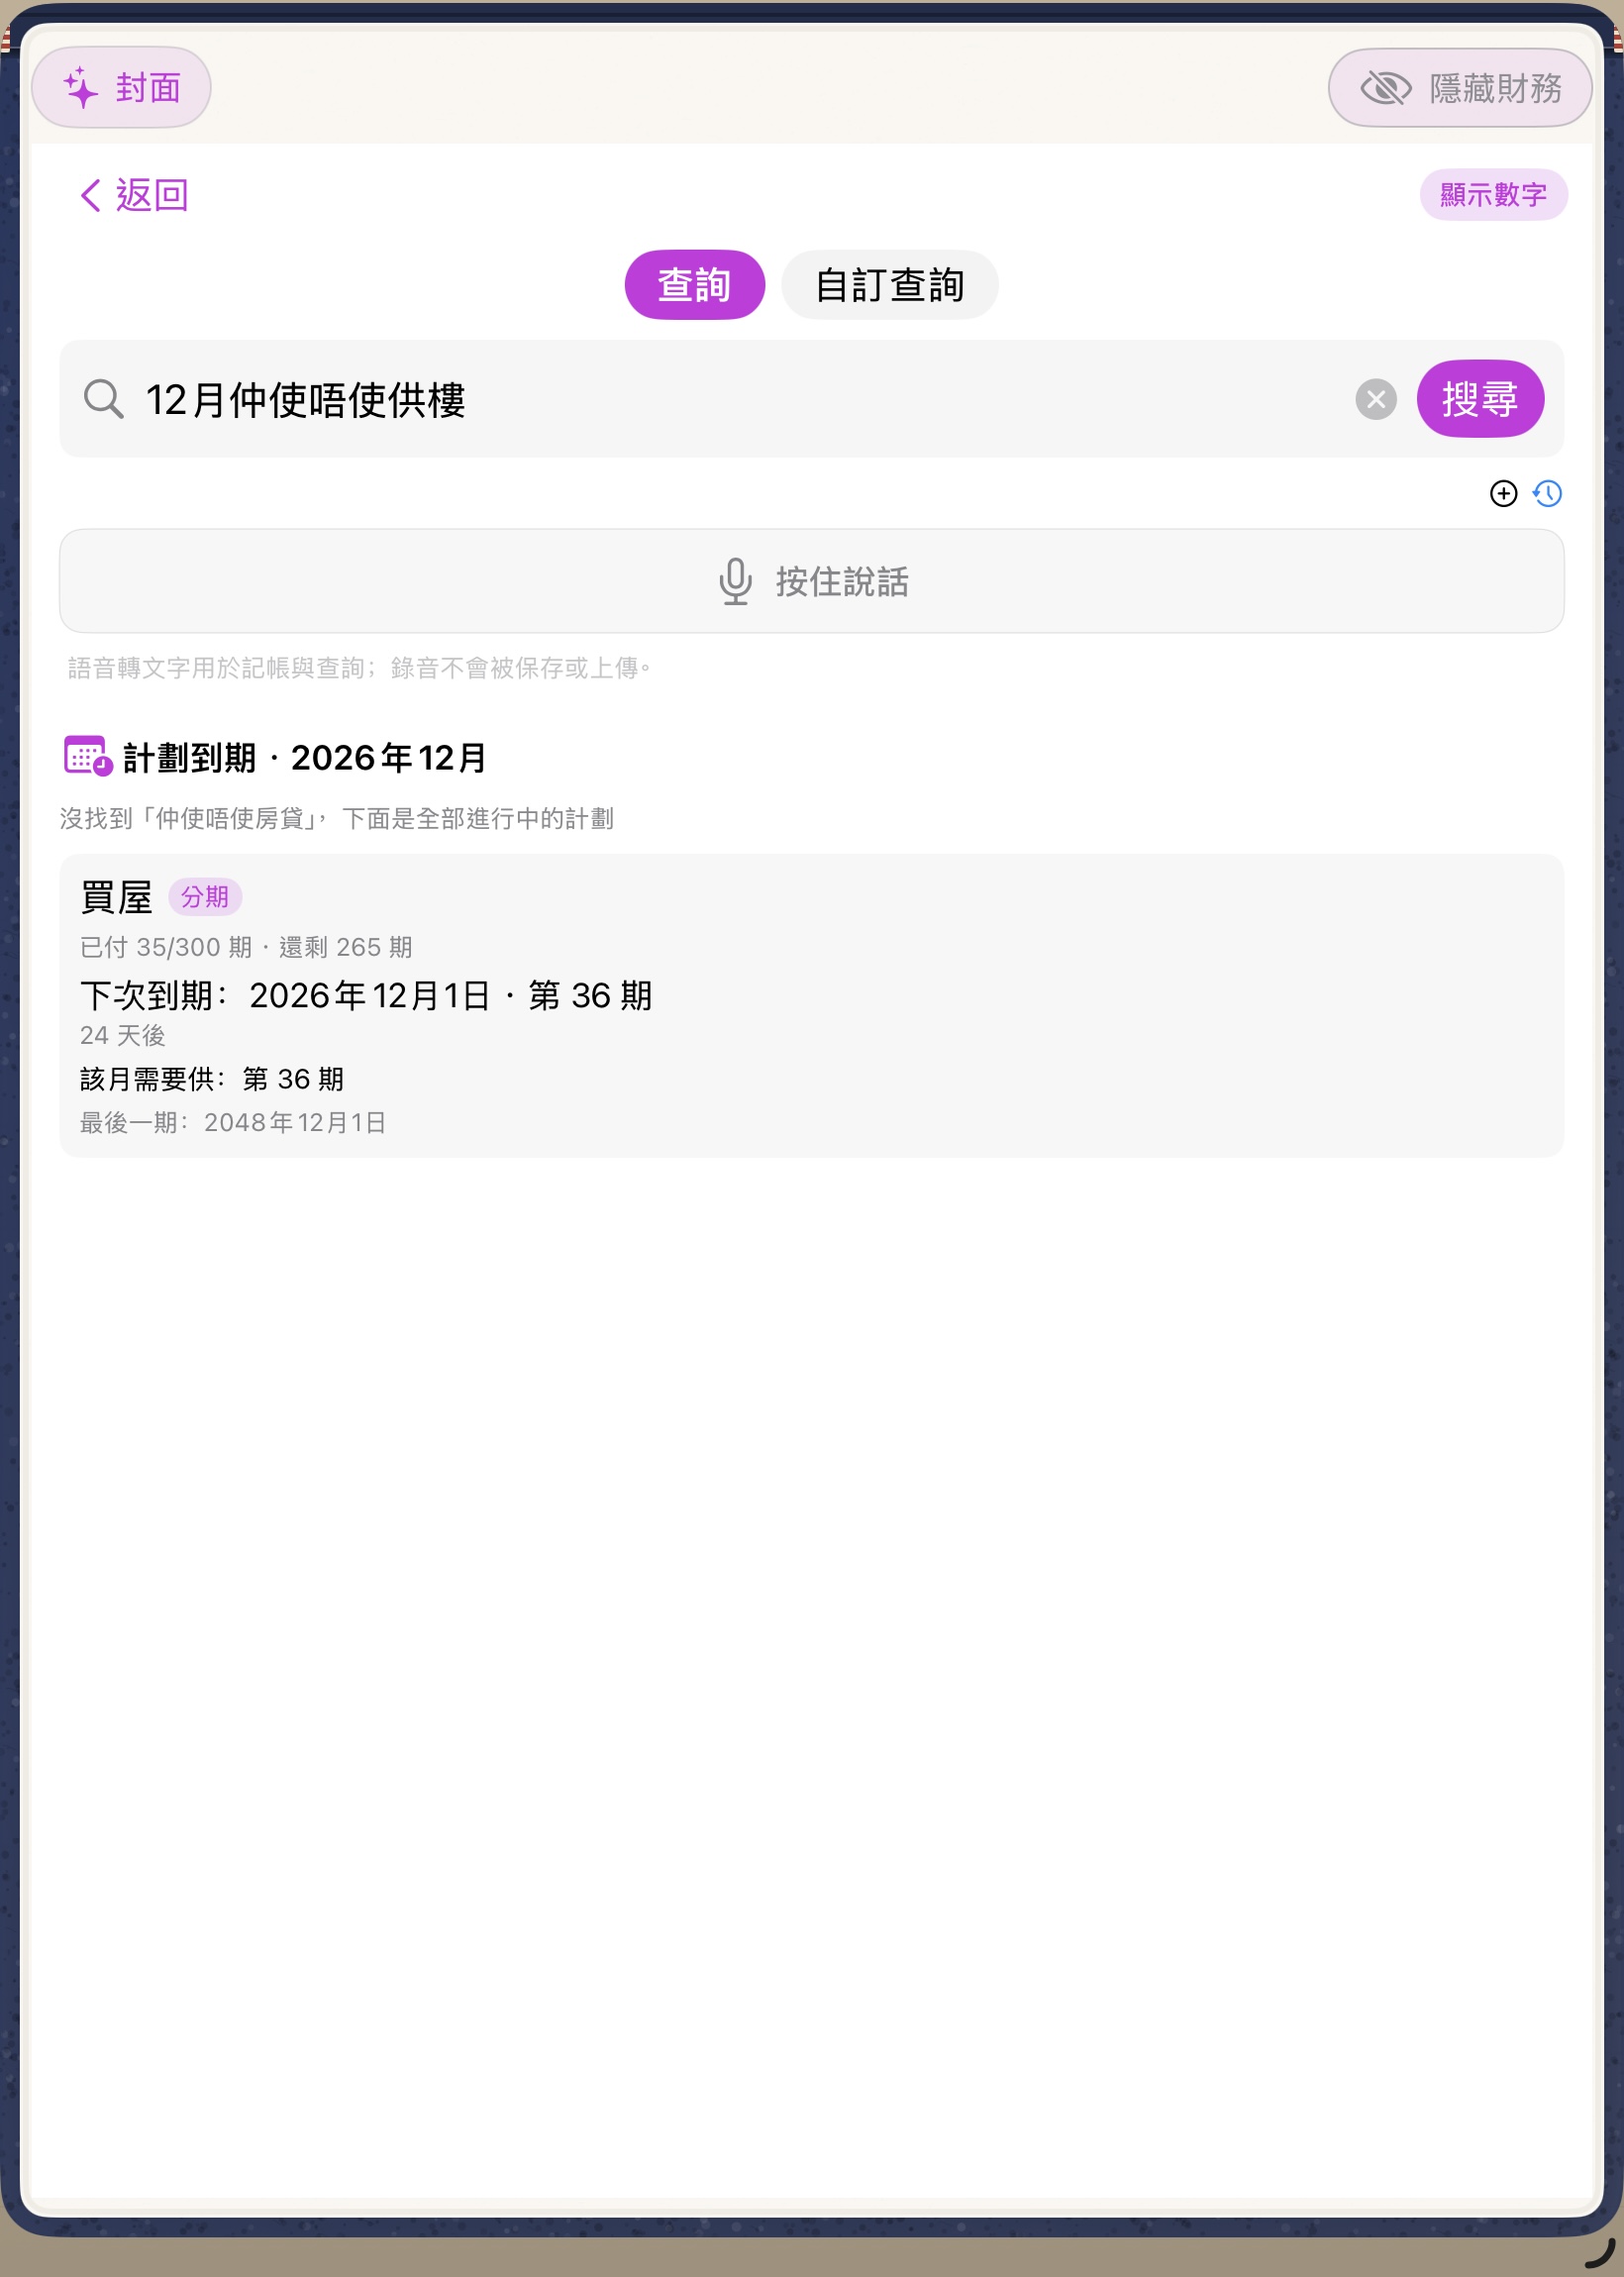 封面
隱藏財務
返回
顯示數字
查詢
自訂查詢
12月仲使唔使供樓
搜尋
按住說話
語音轉文字用於記帳與查詢；錄音不會被保存或上傳。
計劃到期 · 2026年12月
沒找到「仲使唔使房貸」，下面是全部進行中的計劃
買屋 分期
已付 35/300 期 · 還剩 265 期
下次到期：2026年12月1日 · 第 36 期
24 天後
該月需要供：第 36 期
最後一期：2048年12月1日